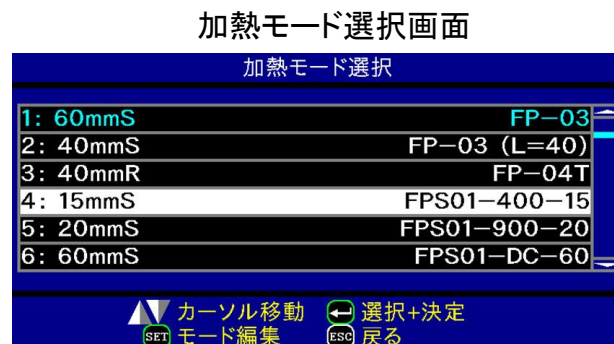 加熱モード選択画面
加熱モード選択
1: 60mmS FP－03
2: 40mmS FP－03 (L=40)
3: 40mmR FP－04T
4: 15mmS FPS01－400－15
5: 20mmS FPS01－900－20
6: 60mmS FPS01－DC－60
カーソル移動 選択+決定
SET モード編集 ESC 戻る